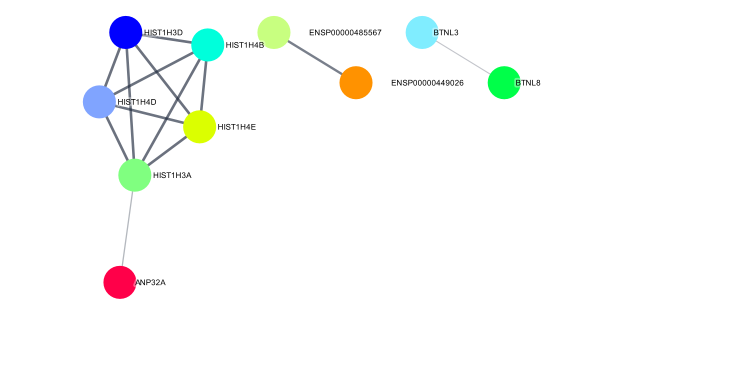 HIST1H3D
HIST1H4B
ENSP00000485567
BTNL3
ENSP00000449026
BTNL8
HIST1H4D
HIST1H4E
HIST1H3A
ANP32A